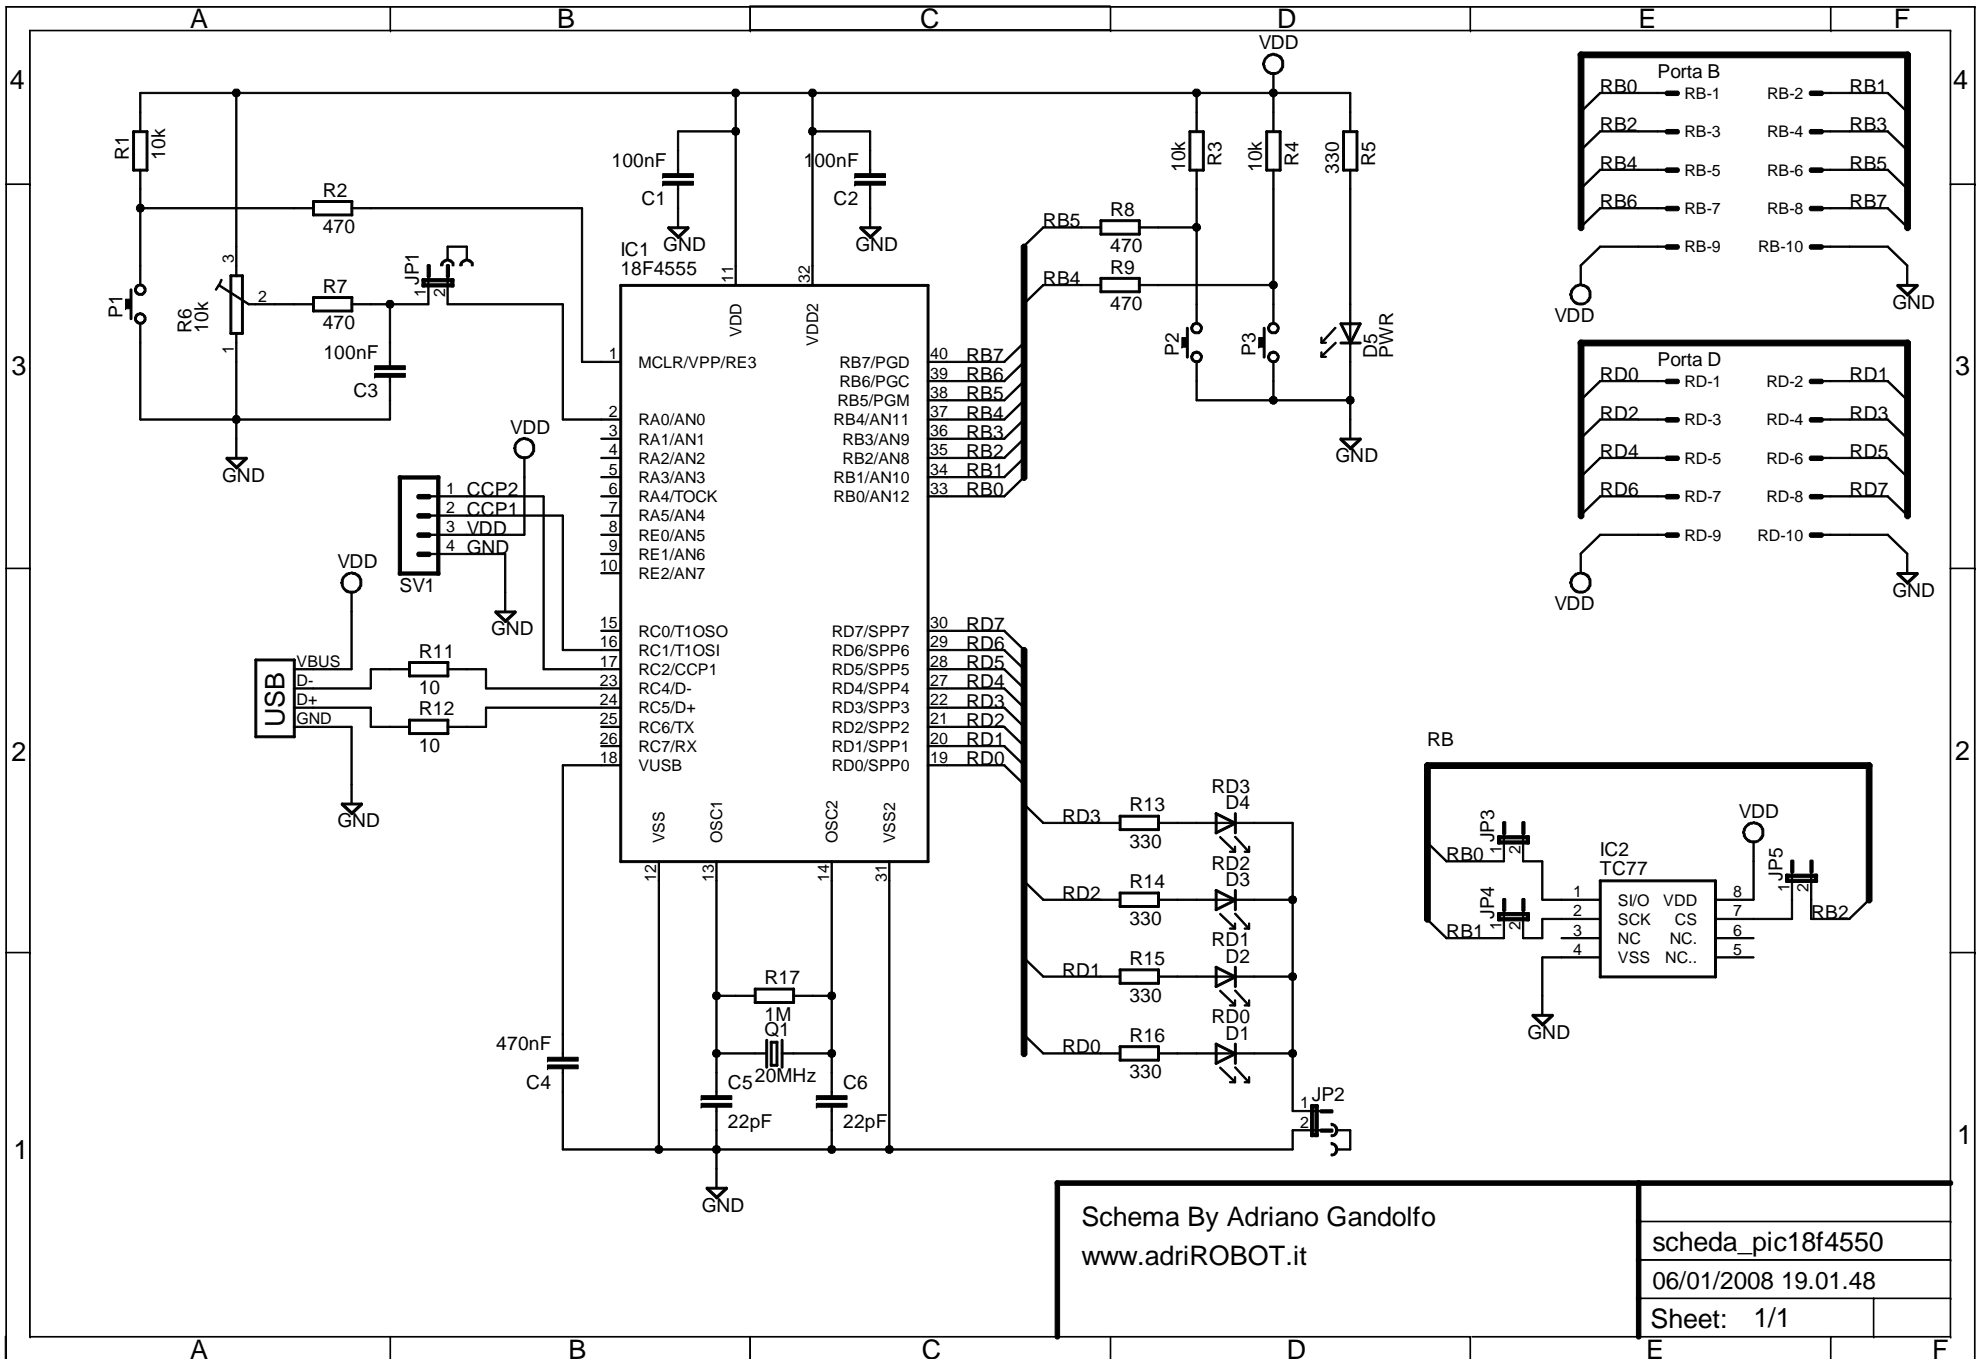 A B C D E F
4
3
2
1
4
3
2
1
A B C D E F
VDD
R1
10k
R2
470
P1
R6
10k
3
2
1
R7
470
100nF
C3
JP1
1
2
GND
100nF
C1
GND
100nF
C2
GND
IC1
18F4555
11
VDD
32
VDD2
1 MCLR/VPP/RE3
2 RA0/AN0
3 RA1/AN1
4 RA2/AN2
5 RA3/AN3
6 RA4/TOCK
7 RA5/AN4
8 RE0/AN5
9 RE1/AN6
10 RE2/AN7
15 RC0/T1OSO
16 RC1/T1OSI
17 RC2/CCP1
23 RC4/D-
24 RC5/D+
25 RC6/TX
26 RC7/RX
18 VUSB
RB7/PGD 40 RB7
RB6/PGC 39 RB6
RB5/PGM 38 RB5
RB4/AN11 37 RB4
RB3/AN9 36 RB3
RB2/AN8 35 RB2
RB1/AN10 34 RB1
RB0/AN12 33 RB0
RD7/SPP7 30 RD7
RD6/SPP6 29 RD6
RD5/SPP5 28 RD5
RD4/SPP4 27 RD4
RD3/SPP3 22 RD3
RD2/SPP2 21 RD2
RD1/SPP1 20 RD1
RD0/SPP0 19 RD0
VSS
12
OSC1
13
OSC2
14
VSS2
31
VDD
1 CCP2
2 CCP1
3 VDD
4 GND
SV1
GND
VDD
USB
VBUS
D-
D+
GND
R11
10
R12
10
GND
470nF
C4
R17
1M
Q1
20MHz
C5
22pF
C6
22pF
GND
RB5
R8
470
RB4
R9
470
10k
R3
10k
R4
330
R5
P2
P3
D5
PWR
GND
RD3
R13
330
RD3
D4
RD2
R14
330
RD2
D3
RD1
R15
330
RD1
D2
RD0
R16
330
RD0
D1
JP2
1
2
Porta B
RB0 RB-1 RB-2 RB1
RB2 RB-3 RB-4 RB3
RB4 RB-5 RB-6 RB5
RB6 RB-7 RB-8 RB7
RB-9 RB-10
VDD
GND
Porta D
RD0 RD-1 RD-2 RD1
RD2 RD-3 RD-4 RD3
RD4 RD-5 RD-6 RD5
RD6 RD-7 RD-8 RD7
RD-9 RD-10
VDD
GND
RB
RB0
JP3
1
2
RB1
JP4
1
2
IC2
TC77
1 SI/O VDD 8
2 SCK CS 7
3 NC NC. 6
4 VSS NC.. 5
VDD
JP5
1
2
RB2
GND
Schema By Adriano Gandolfo
www.adriROBOT.it
scheda_pic18f4550
06/01/2008 19.01.48
Sheet: 1/1